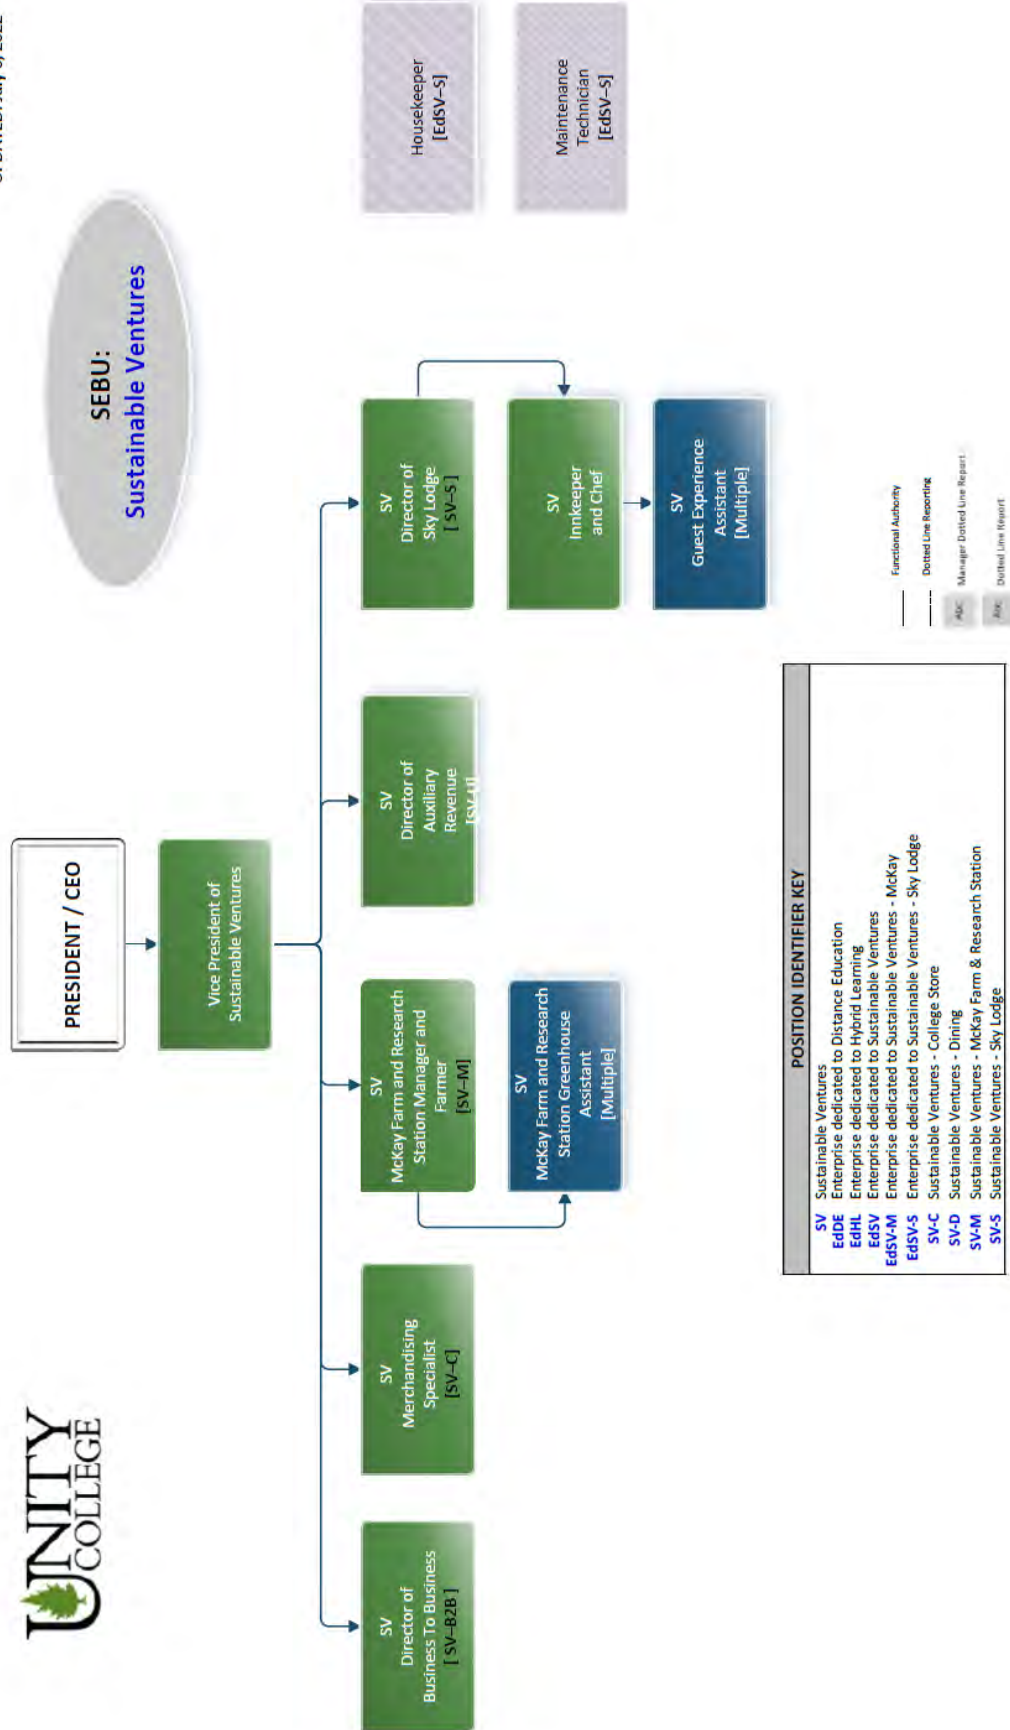 UNITY
COLLEGE
SEBU:
Sustainable Ventures
PRESIDENT / CEO
Vice President of
Sustainable Ventures
SV
Director of
Business To Business
[ SV–B2B ]
SV
Merchandising
Specialist
[SV–C]
SV
McKay Farm and Research
Station Manager and
Farmer
[SV–M]
SV
Director of
Auxiliary
Revenue
SV
Director of
Sky Lodge
[ SV–S ]
Housekeeper
[EdSV–S]
SV
McKay Farm and Research
Station Greenhouse
Assistant
[Multiple]
SV
Innkeeper
and Chef
Maintenance
Technician
[EdSV–S]
SV
Guest Experience
Assistant
[Multiple]
POSITION IDENTIFIER KEY
SV Sustainable Ventures
EdDE Enterprise dedicated to Distance Education
EdHL Enterprise dedicated to Hybrid Learning
EdSV Enterprise dedicated to Sustainable Ventures
EdSV-M Enterprise dedicated to Sustainable Ventures - McKay
EdSV-S Enterprise dedicated to Sustainable Ventures - Sky Lodge
SV-C Sustainable Ventures - College Store
SV-D Sustainable Ventures - Dining
SV-M Sustainable Ventures - McKay Farm & Research Station
SV-S Sustainable Ventures - Sky Lodge
Functional Authority
Dotted Line Reporting
ABC Manager Dotted Line Report
Dotted Line Report